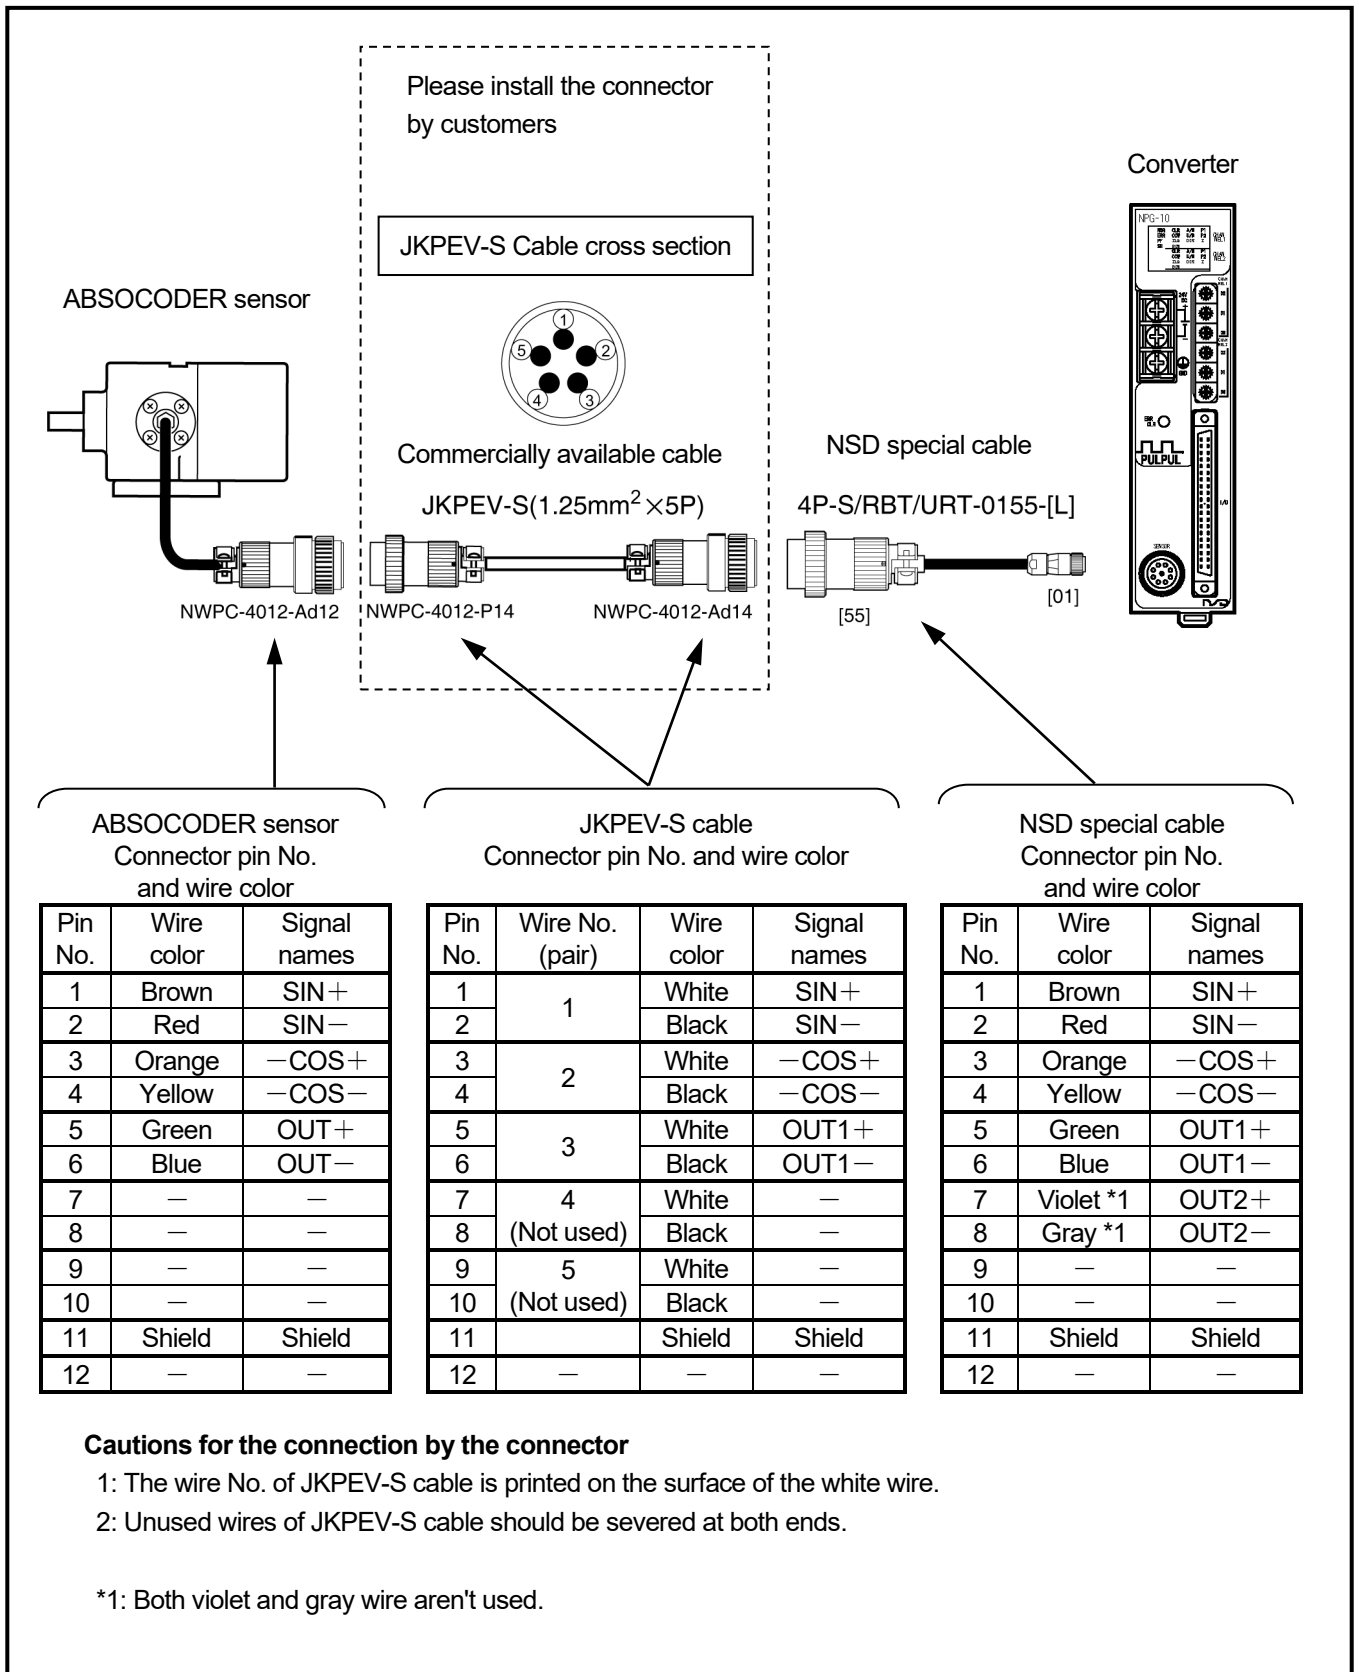 Please install the connector
by customers
Converter
JKPEV-S Cable cross section
NPG-10
ABSOCODER sensor
1
5 2
4 3
Commercially available cable
NSD special cable
JKPEV-S(1.25mm²×5P)
4P-S/RBT/URT-0155-[L]
PULPUL
I/O
SENSOR
NWPC-4012-Ad12
NWPC-4012-P14
NWPC-4012-Ad14
[55]
[01]
ABSOCODER sensor
Connector pin No.
and wire color
Pin No. Wire color Signal names
1 Brown SIN+
2 Red SIN−
3 Orange −COS+
4 Yellow −COS−
5 Green OUT+
6 Blue OUT−
7 − −
8 − −
9 − −
10 − −
11 Shield Shield
12 − −
JKPEV-S cable
Connector pin No. and wire color
Pin No. Wire No. (pair) Wire color Signal names
1 1 White SIN+
2 Black SIN−
3 2 White −COS+
4 Black −COS−
5 3 White OUT1+
6 Black OUT1−
7 4 White −
8 (Not used) Black −
9 5 White −
10 (Not used) Black −
11 Shield Shield
12 − − −
NSD special cable
Connector pin No.
and wire color
Pin No. Wire color Signal names
1 Brown SIN+
2 Red SIN−
3 Orange −COS+
4 Yellow −COS−
5 Green OUT1+
6 Blue OUT1−
7 Violet *1 OUT2+
8 Gray *1 OUT2−
9 − −
10 − −
11 Shield Shield
12 − −
Cautions for the connection by the connector
1: The wire No. of JKPEV-S cable is printed on the surface of the white wire.
2: Unused wires of JKPEV-S cable should be severed at both ends.
*1: Both violet and gray wire aren't used.